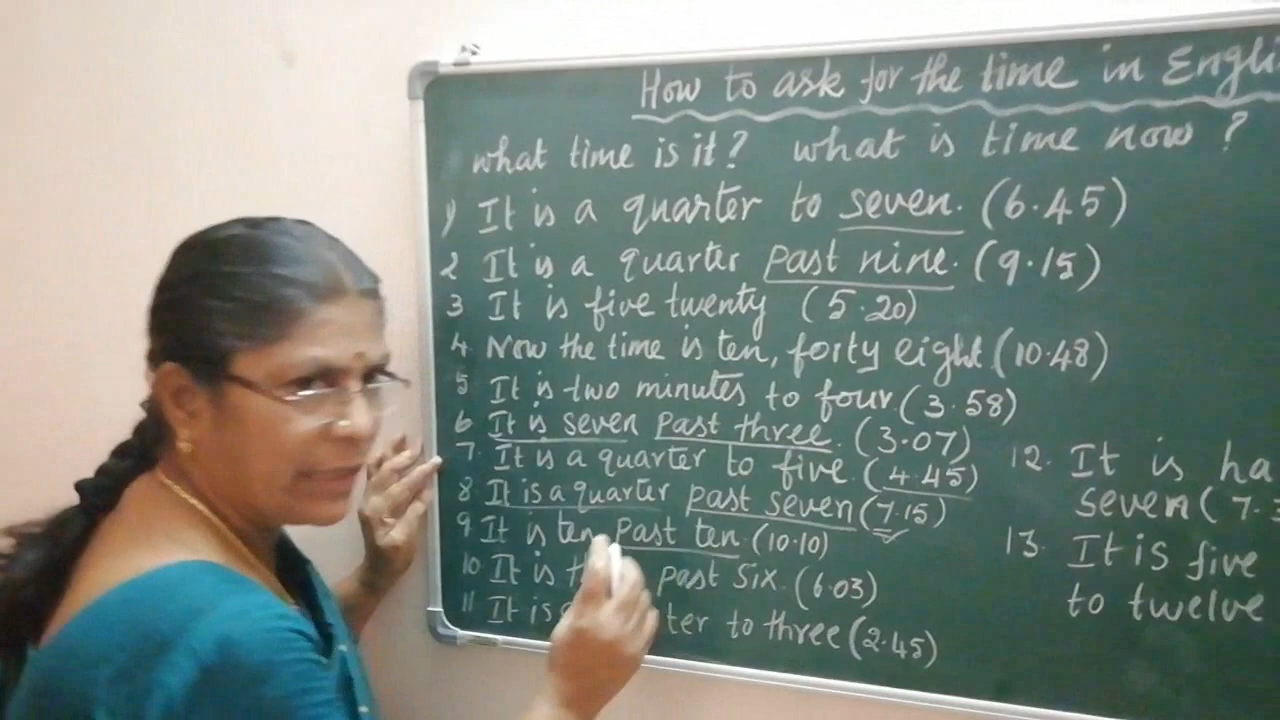 How to ask for the time in Engli
what time is it? what is time now?
1) It is a quarter to seven. (6.45)
2 It is a quarter past nine. (9.15)
3 It is five twenty (5.20)
4. Now the time is ten, forty eight (10.48)
5 It is two minutes to four. (3.58)
6 It is seven past three. (3.07)
7. It is a quarter to five. (4.45)
8 It is a quarter past seven (7.15)
9 It is ten past ten. (10.10)
10. It is past six. (6.03)
11 It is to three (2.45)
12. It is ha
seven (7.
13. It is five
to twelve